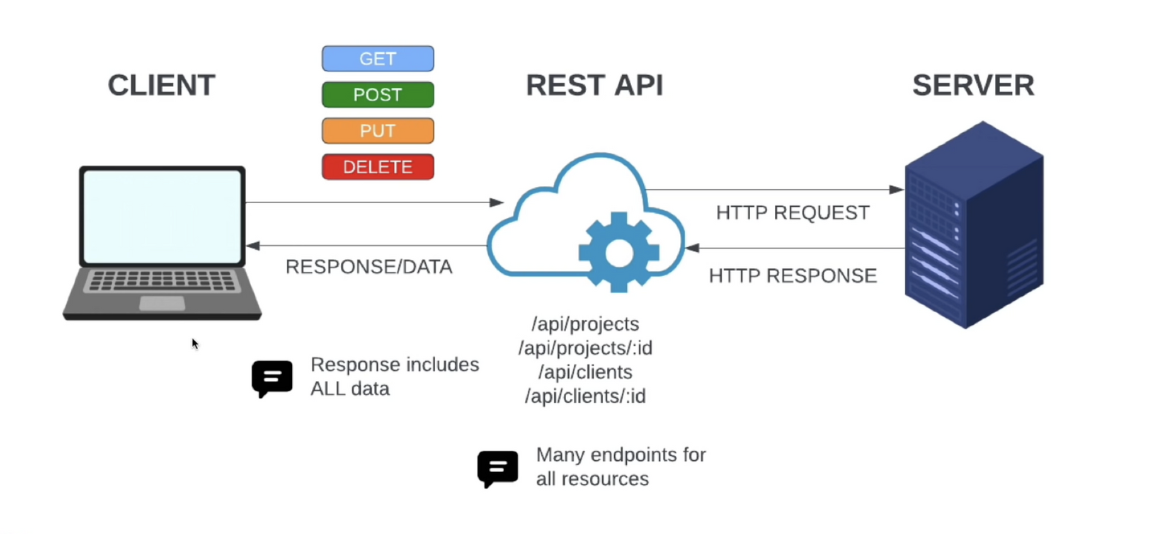 CLIENT
GET
POST
PUT
DELETE
REST API
SERVER
HTTP REQUEST
RESPONSE/DATA
HTTP RESPONSE
/api/projects
/api/projects/:id
/api/clients
/api/clients/:id
Response includes
ALL data
Many endpoints for
all resources